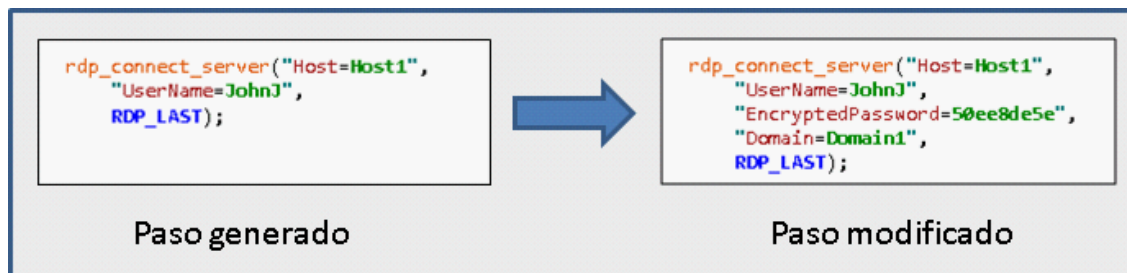 rdp_connect_server("Host=Host1",
"UserName=JohnJ",
RDP_LAST);
Paso generado
rdp_connect_server("Host=Host1",
"UserName=JohnJ",
"EncryptedPassword=50ee8de5e",
"Domain=Domain1",
RDP_LAST);
Paso modificado